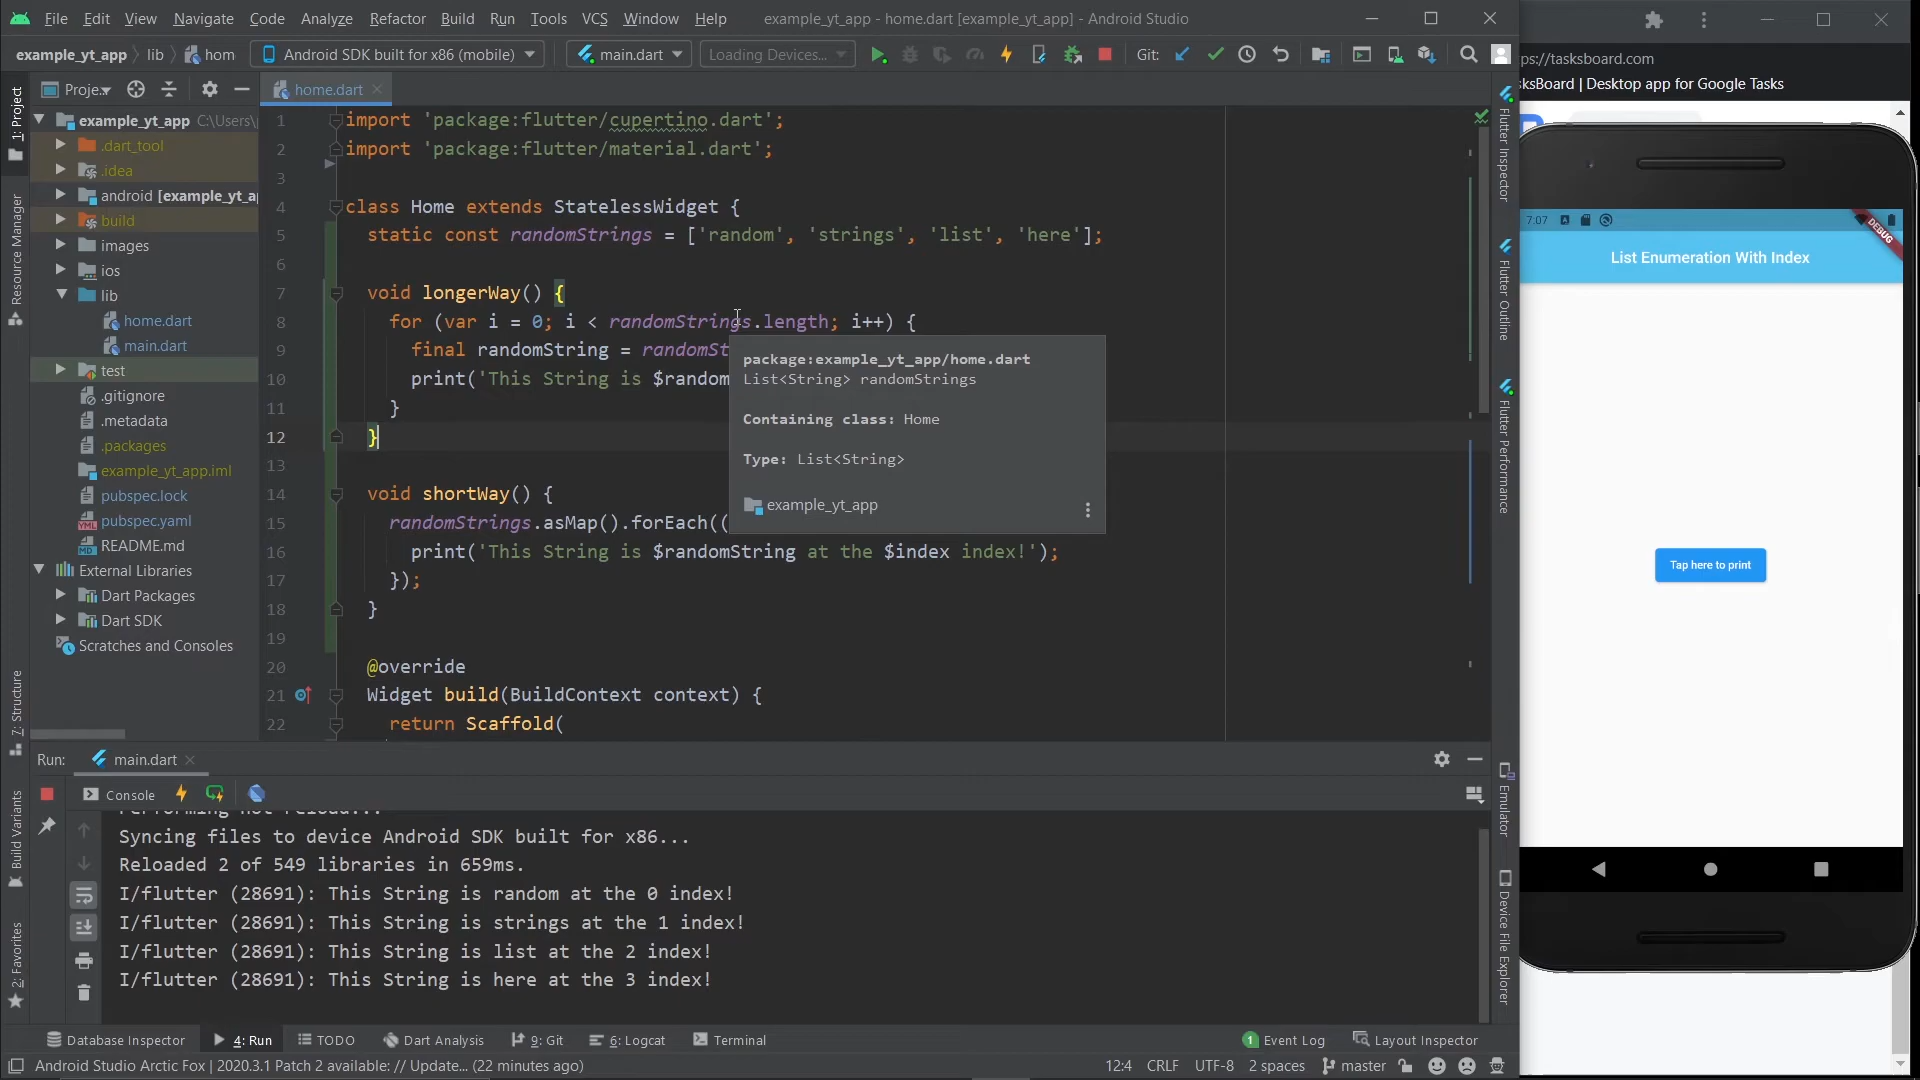 File Edit View Navigate Code Analyze Refactor Build Run Tools VCS Window Help example_yt_app - home.dart [example_yt_app] - Android Studio
example_yt_app lib hom Android SDK built for x86 (mobile) main.dart Loading Devices... Git:
ps://tasksboard.com
sksBoard | Desktop app for Google Tasks
1: Project
Resource Manager
7: Structure
Build Variants
2: Favorites
Proje...
example_yt_app C:\Users\
.dart_tool
.idea
android [example_yt_a
build
images
ios
lib
home.dart
main.dart
test
.gitignore
.metadata
.packages
example_yt_app.iml
pubspec.lock
pubspec.yaml
README.md
External Libraries
Dart Packages
Dart SDK
Scratches and Consoles
home.dart
1 import 'package:flutter/cupertino.dart';
2 import 'package:flutter/material.dart';
3
4 class Home extends StatelessWidget {
5 static const randomStrings = ['random', 'strings', 'list', 'here'];
6
7 void longerWay() {
8 for (var i = 0; i < randomStrings.length; i++) {
9 final randomString = randomSt
10 print('This String is $random
11 }
12 }
13
14 void shortWay() {
15 randomStrings.asMap().forEach((
16 print('This String is $randomString at the $index index!');
17 });
18 }
19
20 @override
21 Widget build(BuildContext context) {
22 return Scaffold(
package:example_yt_app/home.dart
List<String> randomStrings
Containing class: Home
Type: List<String>
example_yt_app
Flutter Inspector
Flutter Outline
Flutter Performance
Emulator
Device File Explorer
7:07
DEBUG
List Enumeration With Index
Tap here to print
Run: main.dart
Console
Performing hot reload...
Syncing files to device Android SDK built for x86...
Reloaded 2 of 549 libraries in 659ms.
I/flutter (28691): This String is random at the 0 index!
I/flutter (28691): This String is strings at the 1 index!
I/flutter (28691): This String is list at the 2 index!
I/flutter (28691): This String is here at the 3 index!
Database Inspector 4: Run TODO Dart Analysis 9: Git 6: Logcat Terminal 1 Event Log Layout Inspector
Android Studio Arctic Fox | 2020.3.1 Patch 2 available: // Update... (22 minutes ago) 12:4 CRLF UTF-8 2 spaces master